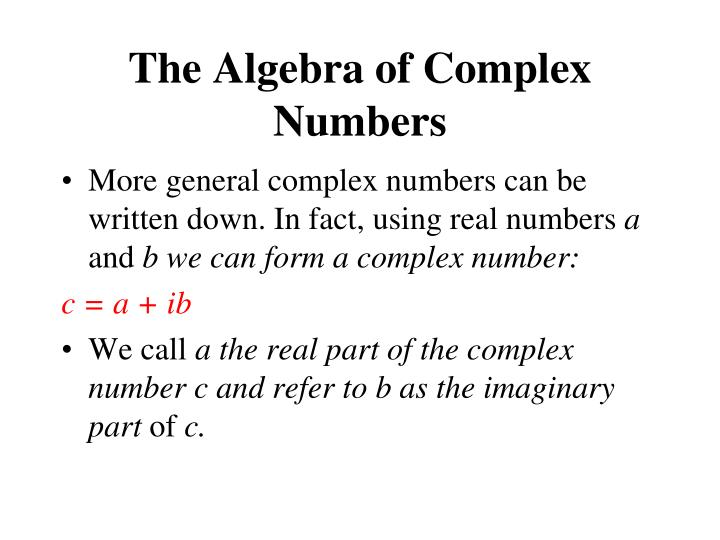 The Algebra of Complex
Numbers
• More general complex numbers can be
written down. In fact, using real numbers a
and b we can form a complex number:
c = a + ib
• We call a the real part of the complex
number c and refer to b as the imaginary
part of c.